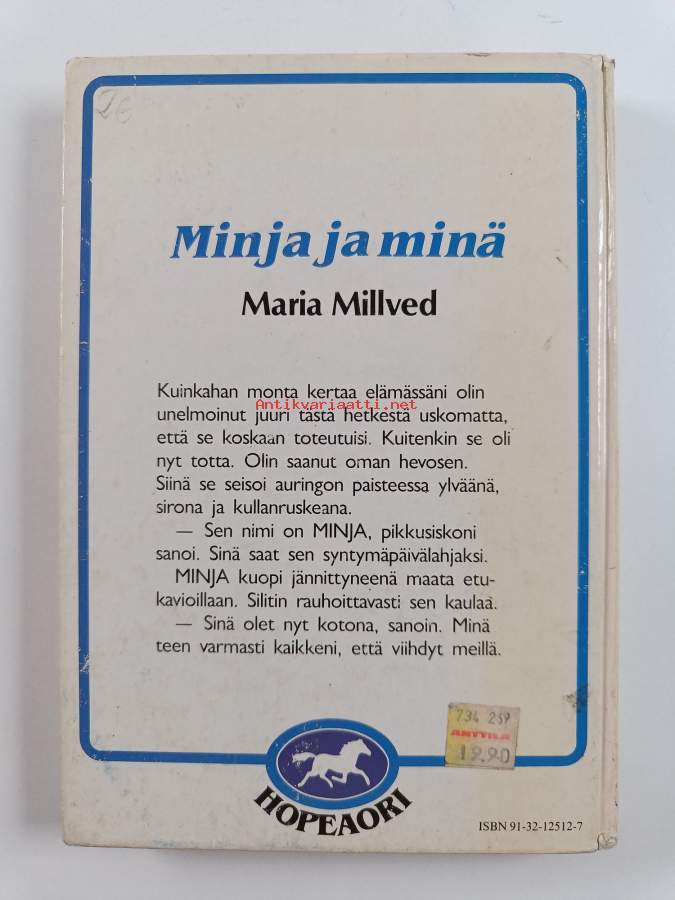 26
Minja ja minä
Maria Millved
Kuinkahan monta kertaa elämässäni olin
Antikvariaatti.net
unelmoinut juuri tästä hetkestä uskomatta,
että se koskaan toteutuisi. Kuitenkin se oli
nyt totta. Olin saanut oman hevosen.
Siinä se seisoi auringon paisteessa ylväänä,
sirona ja kullanruskeana.
— Sen nimi on MINJA, pikkusiskoni
sanoi. Sinä saat sen syntymäpäivälahjaksi.
MINJA kuopi jännittyneenä maata etu-
kavioillaan. Silitin rauhoittavasti sen kaulaa.
— Sinä olet nyt kotona, sanoin. Minä
teen varmasti kaikkeni, että viihdyt meillä.
734 259
ANTTILA
19.90
HOPEAORI
ISBN 91-32-12512-7